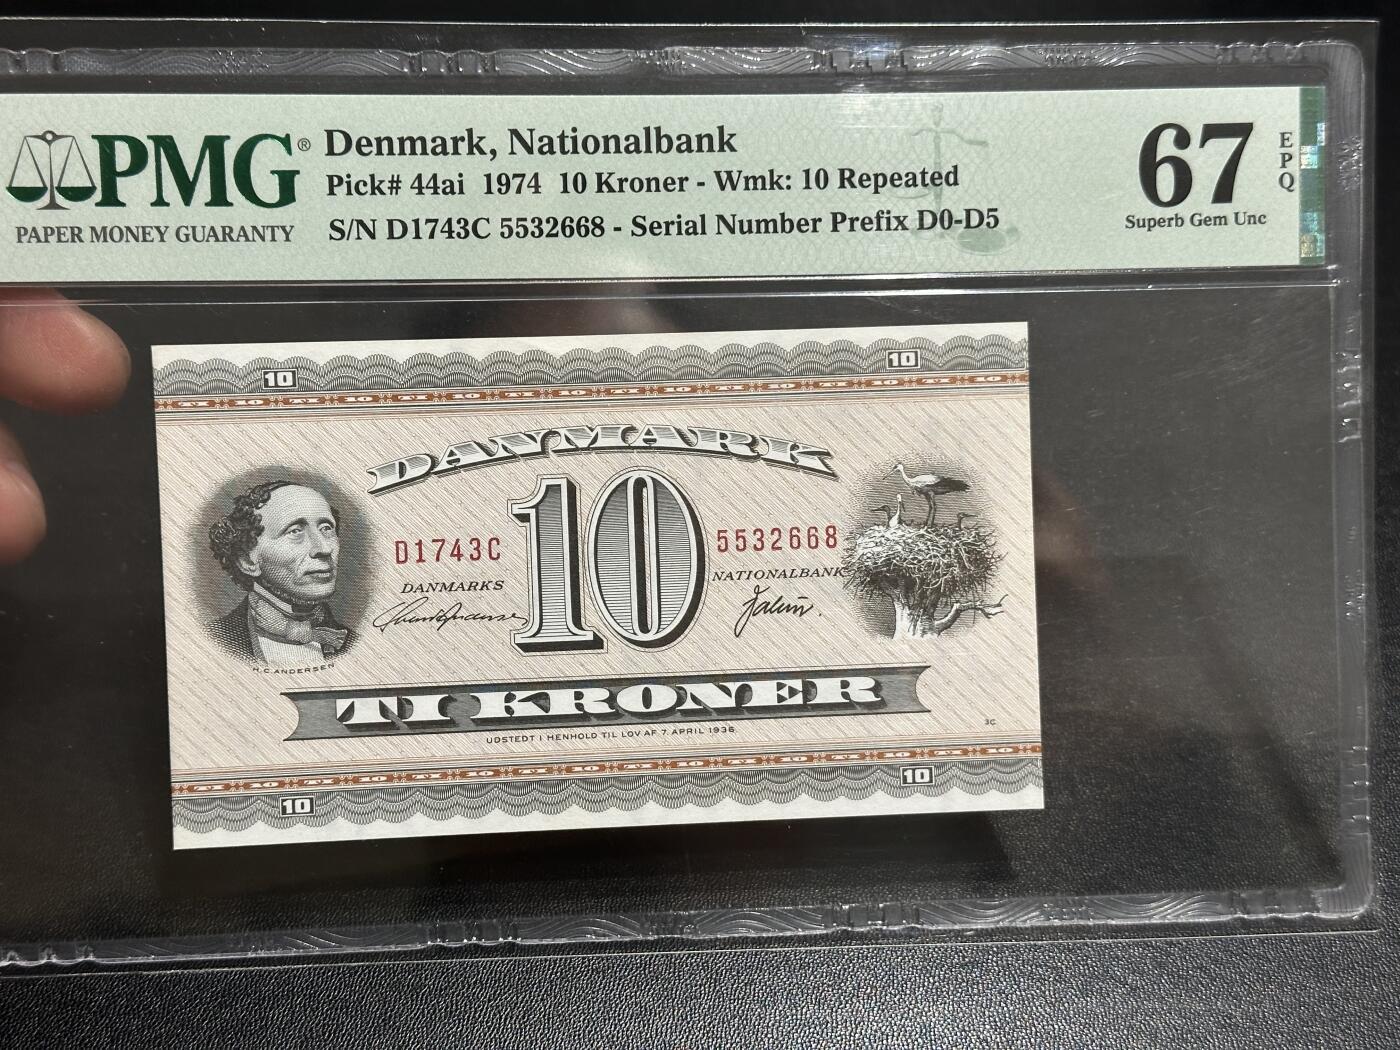 PMG®
PAPER MONEY GUARANTY
Denmark, Nationalbank
Pick# 44ai 1974 10 Kroner - Wmk: 10 Repeated
S/N D1743C 5532668 - Serial Number Prefix D0-D5
67
EPQ
Superb Gem Unc
10
10
DANMARK
10
D1743C
5532668
DANMARKS
NATIONALBANK
H.C. ANDERSEN
TI KRONER
UDSTEDT I HENHOLD TIL LOV AF 7. APRIL 1936
3C
10
10